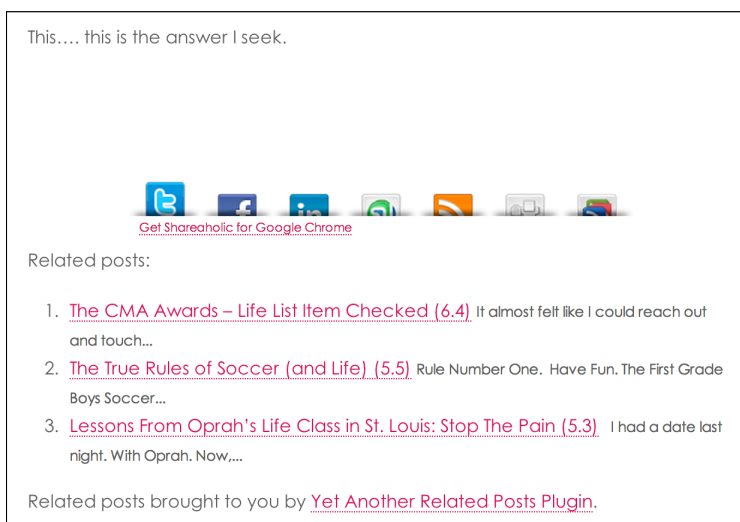 This…. this is the answer I seek.
Get Shareaholic for Google Chrome
Related posts:
1. The CMA Awards – Life List Item Checked (6.4) It almost felt like I could reach out
and touch...
2. The True Rules of Soccer (and Life) (5.5) Rule Number One.  Have Fun. The First Grade
Boys Soccer...
3. Lessons From Oprah’s Life Class in St. Louis: Stop The Pain (5.3)  I had a date last
night. With Oprah. Now,...
Related posts brought to you by Yet Another Related Posts Plugin.